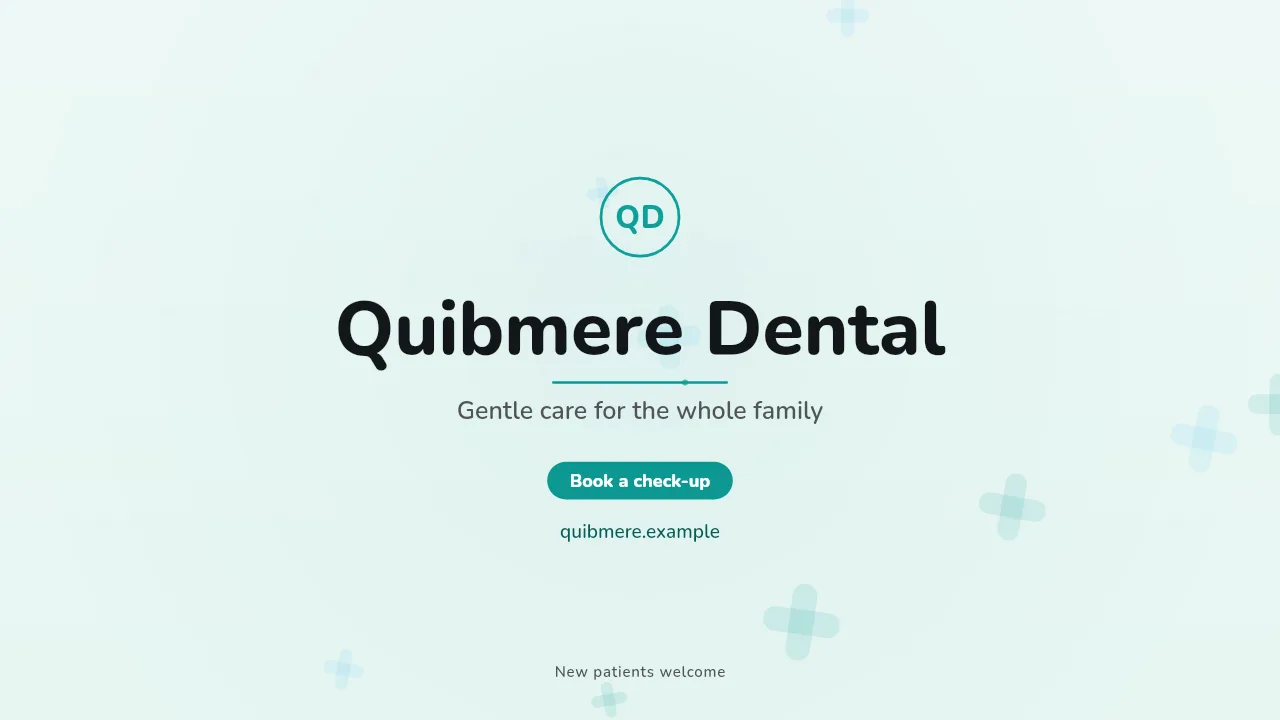 QD
Quibmere Dental
Gentle care for the whole family
Book a check-up
quibmere.example
New patients welcome